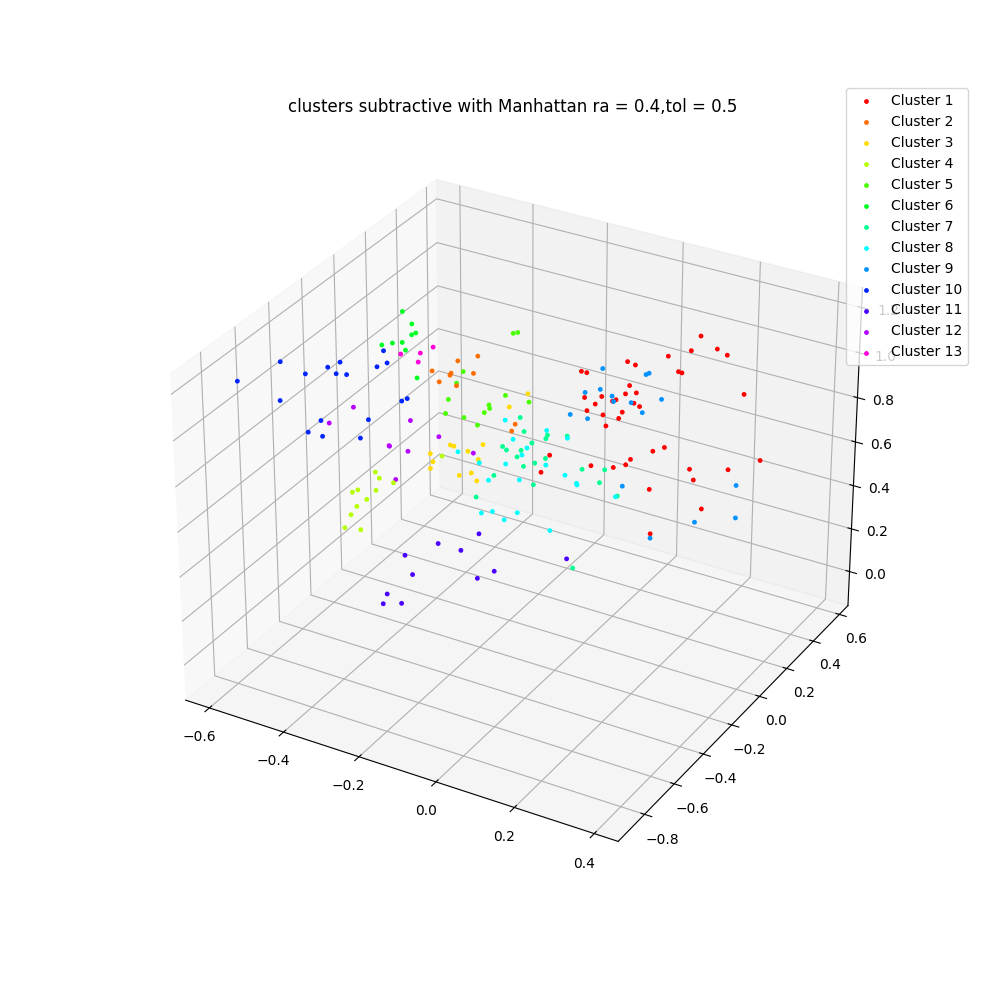 clusters subtractive with Manhattan ra = 0.4,tol = 0.5
Cluster 1
Cluster 2
Cluster 3
Cluster 4
Cluster 5
Cluster 6
Cluster 7
Cluster 8
Cluster 9
Cluster 10
Cluster 11
Cluster 12
Cluster 13
1.0
0.8
0.6
0.4
0.2
0.0
0.6
0.4
0.2
0.0
−0.2
−0.4
−0.6
−0.8
−0.6
−0.4
−0.2
0.0
0.2
0.4